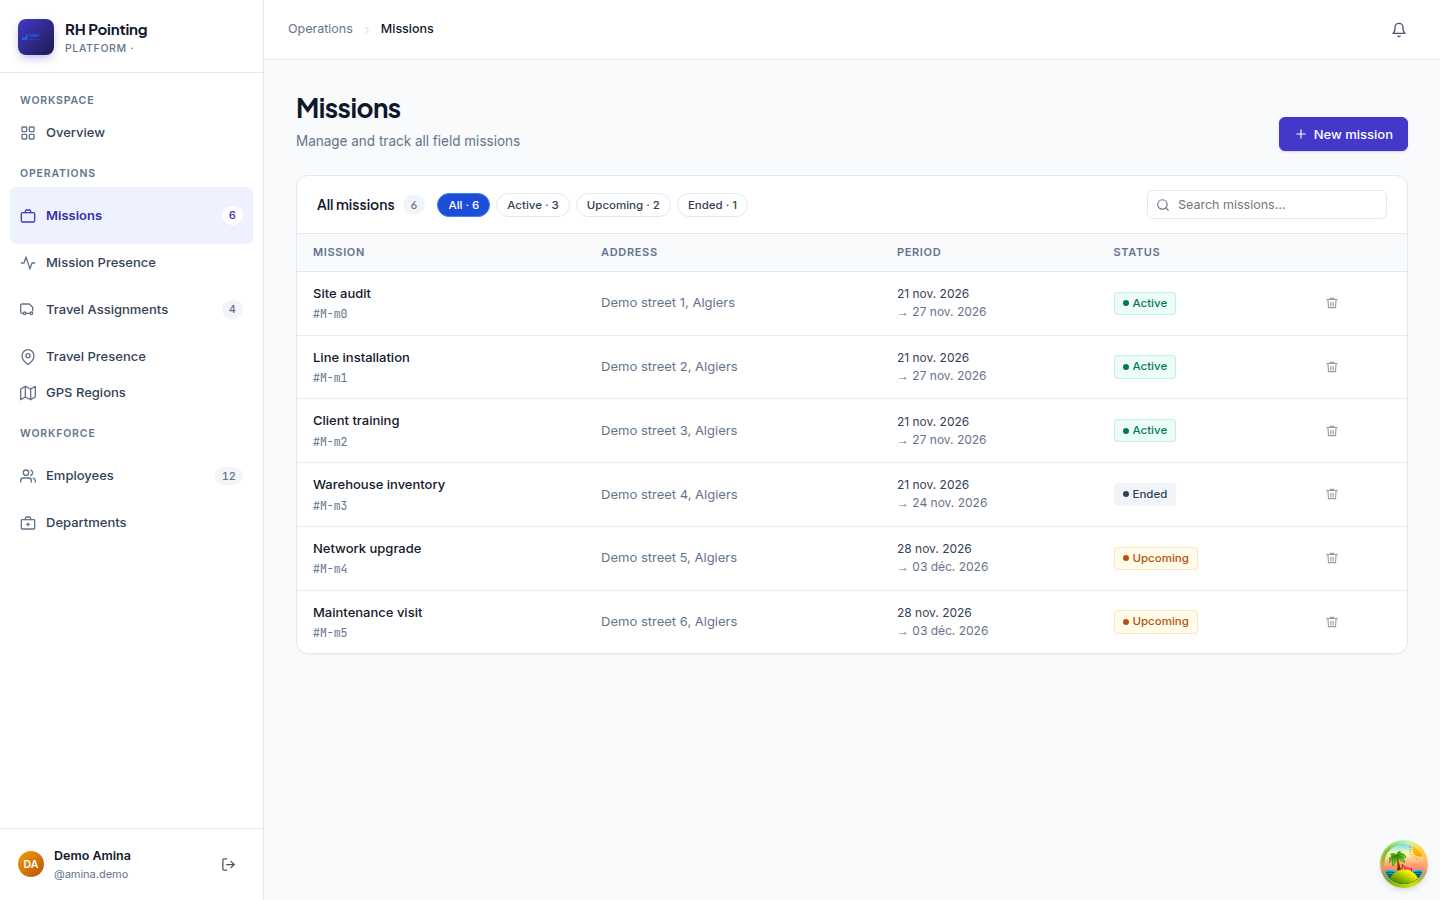 RH Pointing
PLATFORM ·
WORKSPACE
Overview
OPERATIONS
Missions 6
Mission Presence
Travel Assignments 4
Travel Presence
GPS Regions
WORKFORCE
Employees 12
Departments
Demo Amina
DA
@amina.demo
Operations Missions
Missions
Manage and track all field missions
New mission
All missions 6 All · 6 Active · 3 Upcoming · 2 Ended · 1 Search missions...
MISSION ADDRESS PERIOD STATUS
Site audit
#M-m0
Demo street 1, Algiers
21 nov. 2026
→ 27 nov. 2026
Active
Line installation
#M-m1
Demo street 2, Algiers
21 nov. 2026
→ 27 nov. 2026
Active
Client training
#M-m2
Demo street 3, Algiers
21 nov. 2026
→ 27 nov. 2026
Active
Warehouse inventory
#M-m3
Demo street 4, Algiers
21 nov. 2026
→ 24 nov. 2026
Ended
Network upgrade
#M-m4
Demo street 5, Algiers
28 nov. 2026
→ 03 déc. 2026
Upcoming
Maintenance visit
#M-m5
Demo street 6, Algiers
28 nov. 2026
→ 03 déc. 2026
Upcoming